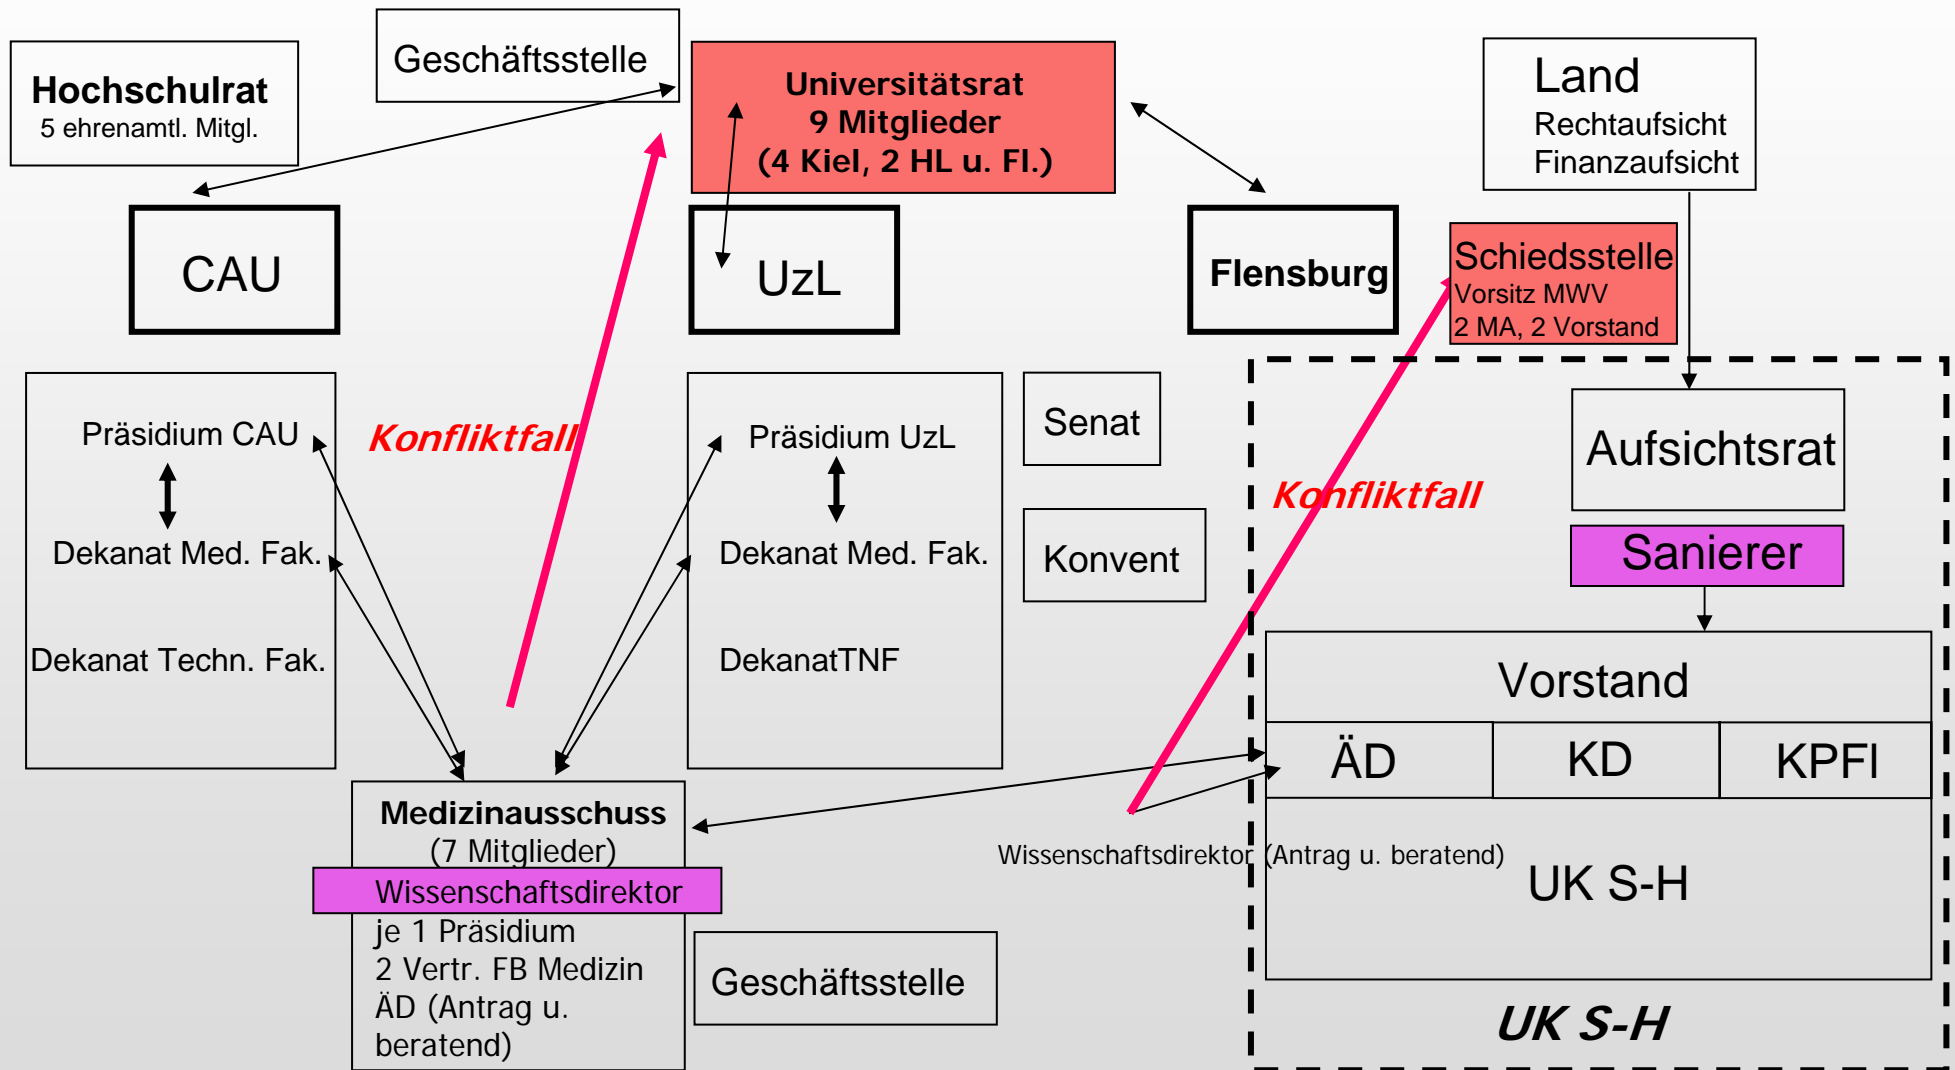 Hochschulrat
5 ehrenamtl. Mitgl.
Geschäftsstelle
Universitätsrat
9 Mitglieder
(4 Kiel, 2 HL u. Fl.)
Land
Rechtaufsicht
Finanzaufsicht
CAU
UzL
Flensburg
Schiedsstelle
Vorsitz MWV
2 MA, 2 Vorstand
Präsidium CAU
Dekanat Med. Fak.
Dekanat Techn. Fak.
Konfliktfall
Präsidium UzL
Dekanat Med. Fak.
DekanatTNF
Senat
Konvent
Konfliktfall
Aufsichtsrat
Sanierer
Vorstand
ÄD
KD
KPFl
Medizinausschuss
(7 Mitglieder)
Wissenschaftsdirektor
je 1 Präsidium
2 Vertr. FB Medizin
ÄD (Antrag u.
beratend)
Geschäftsstelle
Wissenschaftsdirektor (Antrag u. beratend)
UK S-H
UK S-H